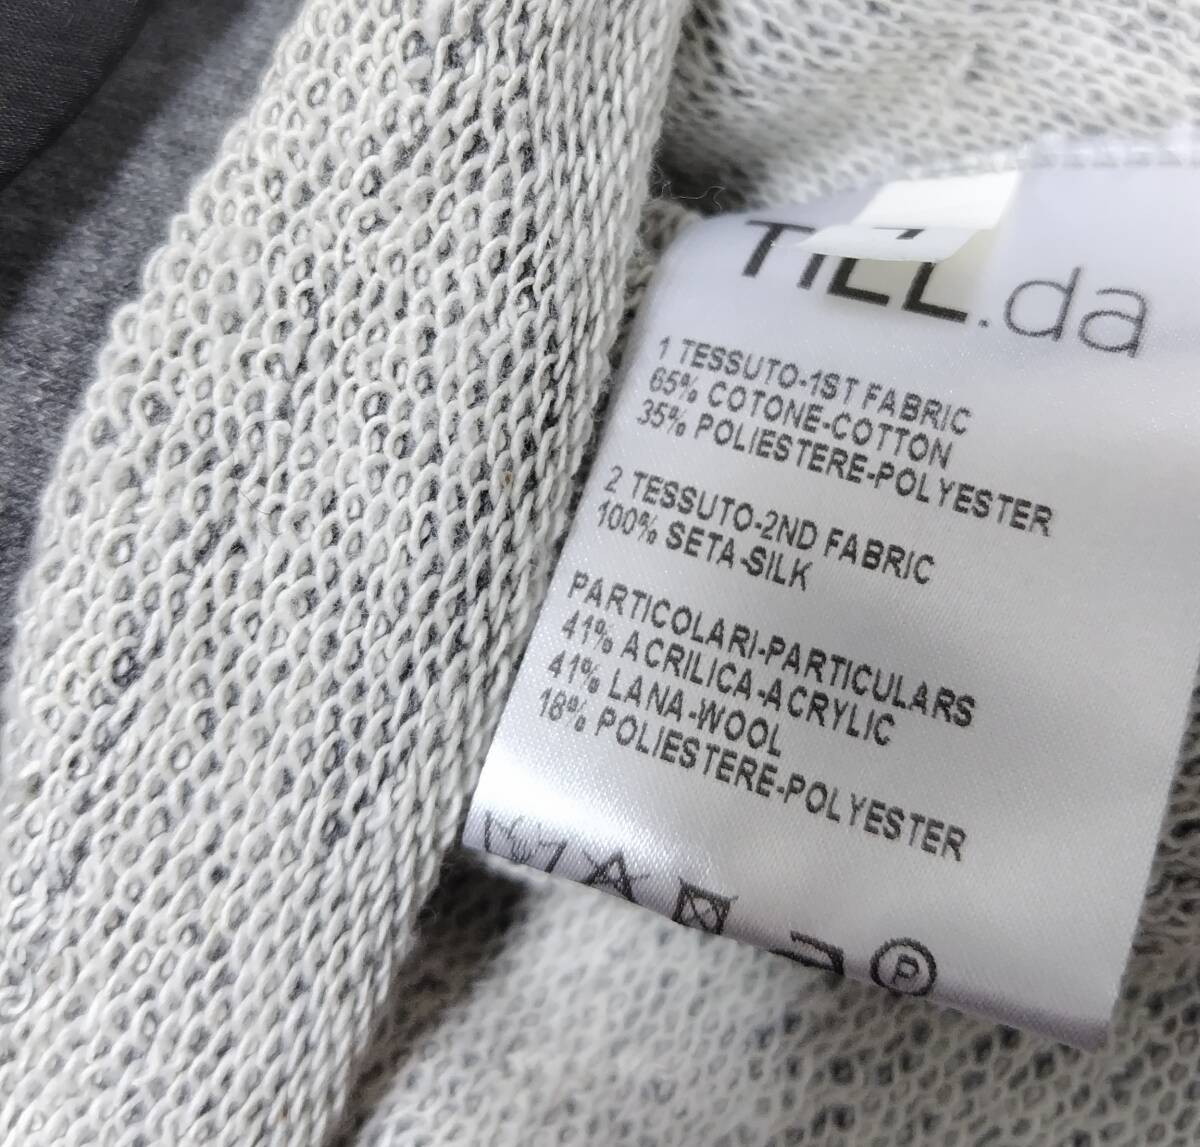 TILL.da
1 TESSUTO-1ST FABRIC
65% COTONE-COTTON
35% POLIESTERE-POLYESTER
2 TESSUTO-2ND FABRIC
100% SETA-SILK
PARTICOLARI-PARTICULARS
41% ACRILICA-ACRYLIC
41% LANA-WOOL
18% POLIESTERE-POLYESTER
P